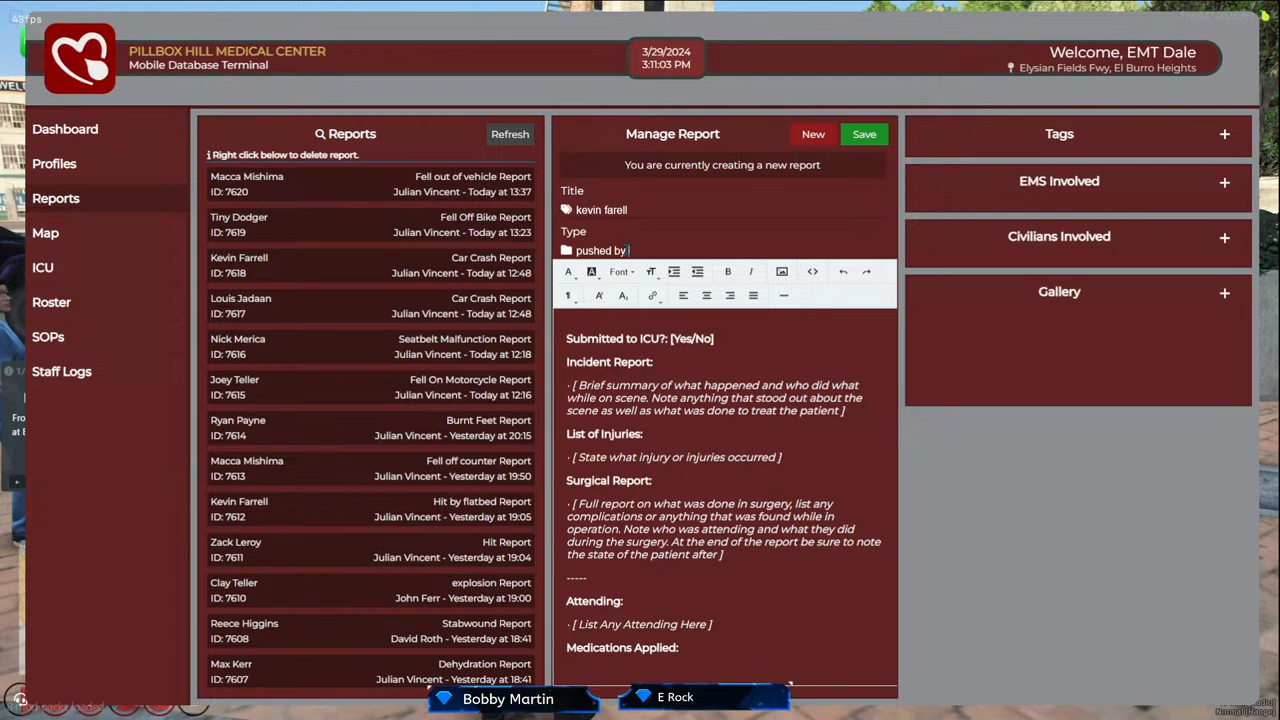 43fps
PILLBOX HILL MEDICAL CENTER
Mobile Database Terminal
3/29/2024
3:11:03 PM
Welcome, EMT Dale
Elysian Fields Fwy, El Burro Heights
Dashboard
Profiles
Reports
Map
ICU
Roster
SOPs
Staff Logs
Reports
Refresh
Right click below to delete report.
Macca Mishima Fell out of vehicle Report
ID: 7620 Julian Vincent - Today at 13:37
Tiny Dodger Fell Off Bike Report
ID: 7619 Julian Vincent - Today at 13:23
Kevin Farrell Car Crash Report
ID: 7618 Julian Vincent - Today at 12:48
Louis Jadaan Car Crash Report
ID: 7617 Julian Vincent - Today at 12:48
Nick Merica Seatbelt Malfunction Report
ID: 7616 Julian Vincent - Today at 12:18
Joey Teller Fell On Motorcycle Report
ID: 7615 Julian Vincent - Today at 12:16
Ryan Payne Burnt Feet Report
ID: 7614 Julian Vincent - Yesterday at 20:15
Macca Mishima Fell off counter Report
ID: 7613 Julian Vincent - Yesterday at 19:50
Kevin Farrell Hit by flatbed Report
ID: 7612 Julian Vincent - Yesterday at 19:05
Zack Leroy Hit Report
ID: 7611 Julian Vincent - Yesterday at 19:04
Clay Teller explosion Report
ID: 7610 John Ferr - Yesterday at 19:00
Reece Higgins Stabwound Report
ID: 7608 David Roth - Yesterday at 18:41
Max Kerr Dehydration Report
ID: 7607 Julian Vincent - Yesterday at 18:41
Manage Report
New
Save
You are currently creating a new report
Title
kevin farell
Type
pushed by
Font
Submitted to ICU?: [Yes/No]
Incident Report:
· [ Brief summary of what happened and who did what
while on scene. Note anything that stood out about the
scene as well as what was done to treat the patient ]
List of Injuries:
· [ State what injury or injuries occurred ]
Surgical Report:
· [ Full report on what was done in surgery, list any
complications or anything that was found while in
operation. Note who was attending and what they did
during the surgery. At the end of the report be sure to note
the state of the patient after ]
-----
Attending:
· [ List Any Attending Here ]
Medications Applied:
Tags +
EMS Involved +
Civilians Involved +
Gallery +
Bobby Martin
E Rock